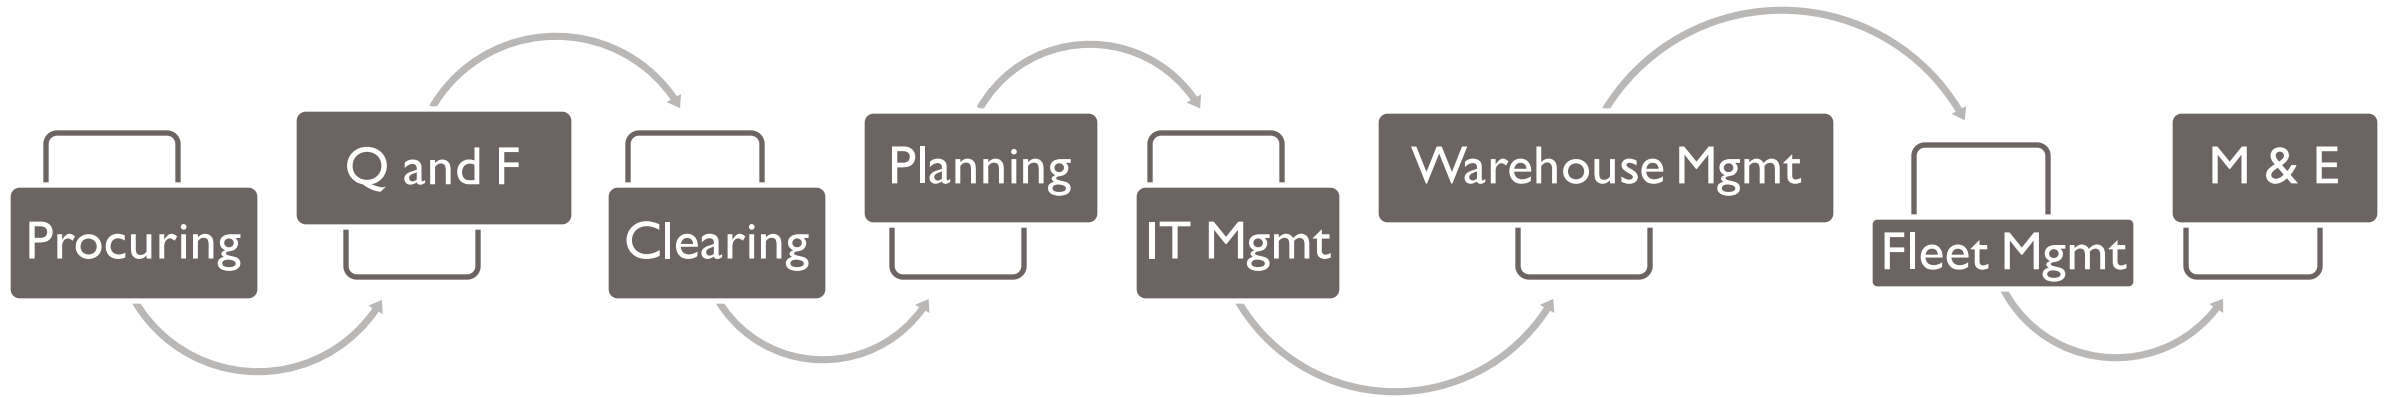 Procuring
Q and F
Clearing
Planning
IT Mgmt
Warehouse Mgmt
Fleet Mgmt
M & E